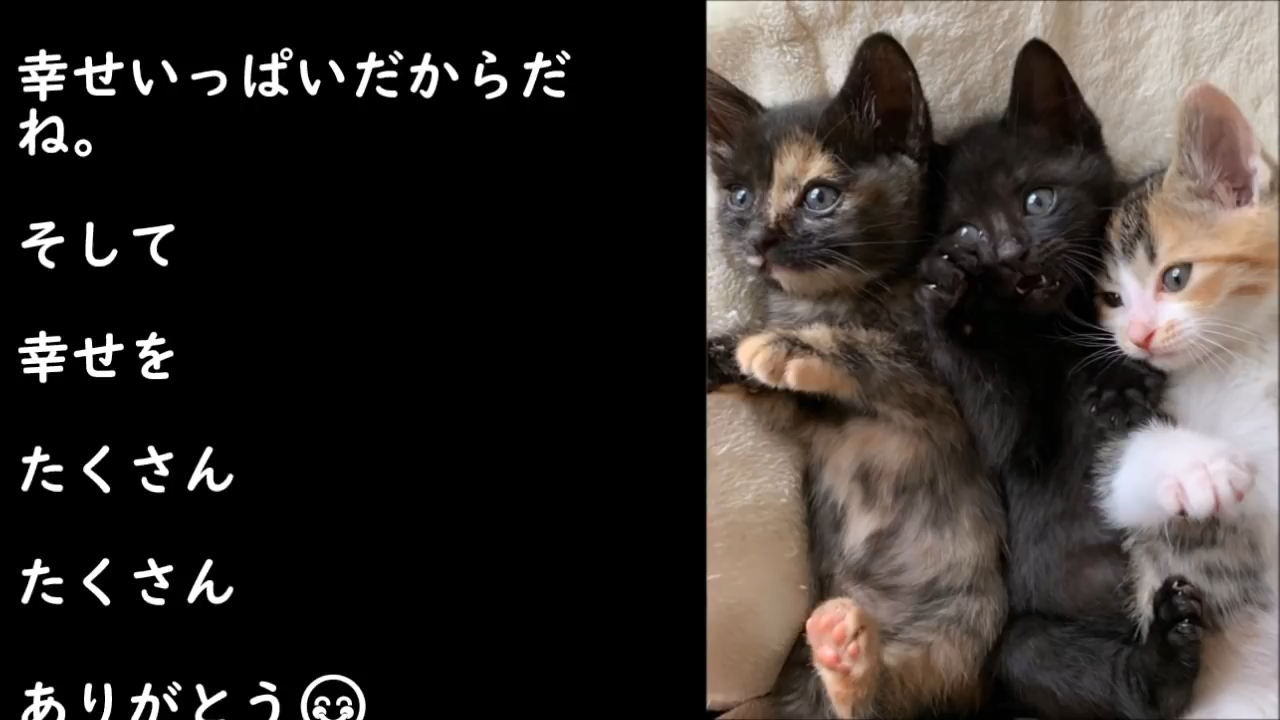 幸せいっぱいだからだ
ね。
そして
幸せを
たくさん
たくさん
ありがとう😊